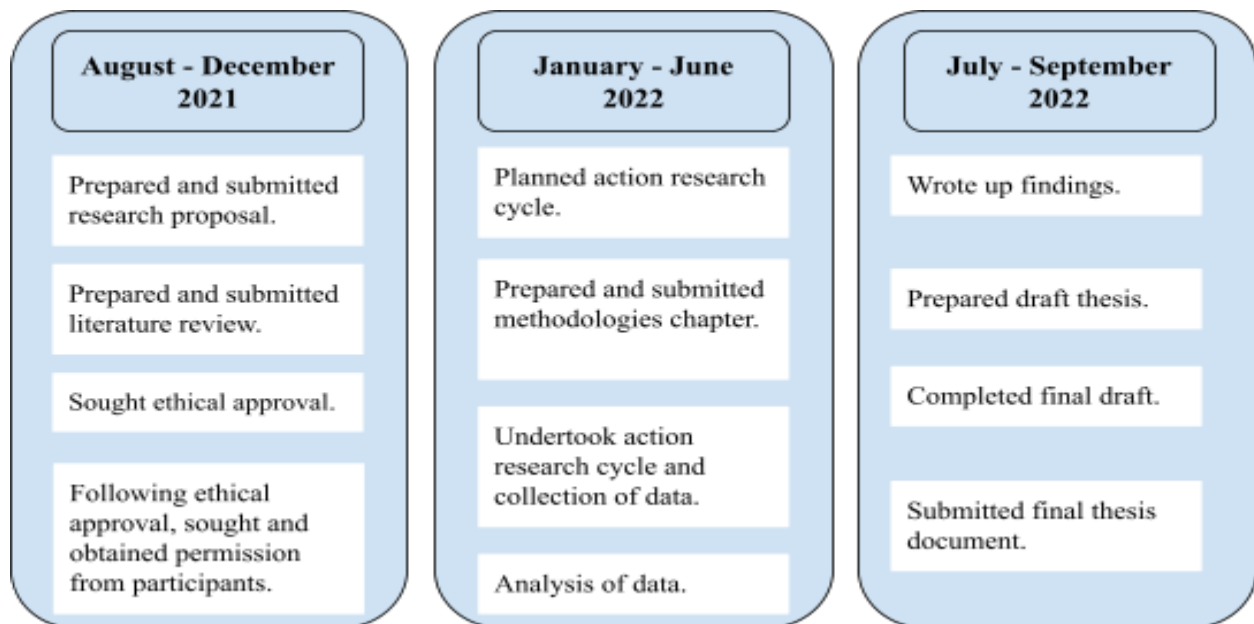 August - December
2021
Prepared and submitted
research proposal.
Prepared and submitted
literature review.
Sought ethical approval.
Following ethical
approval, sought and
obtained permission
from participants.
January - June
2022
Planned action research
cycle.
Prepared and submitted
methodologies chapter.
Undertook action
research cycle and
collection of data.
Analysis of data.
July - September
2022
Wrote up findings.
Prepared draft thesis.
Completed final draft.
Submitted final thesis
document.